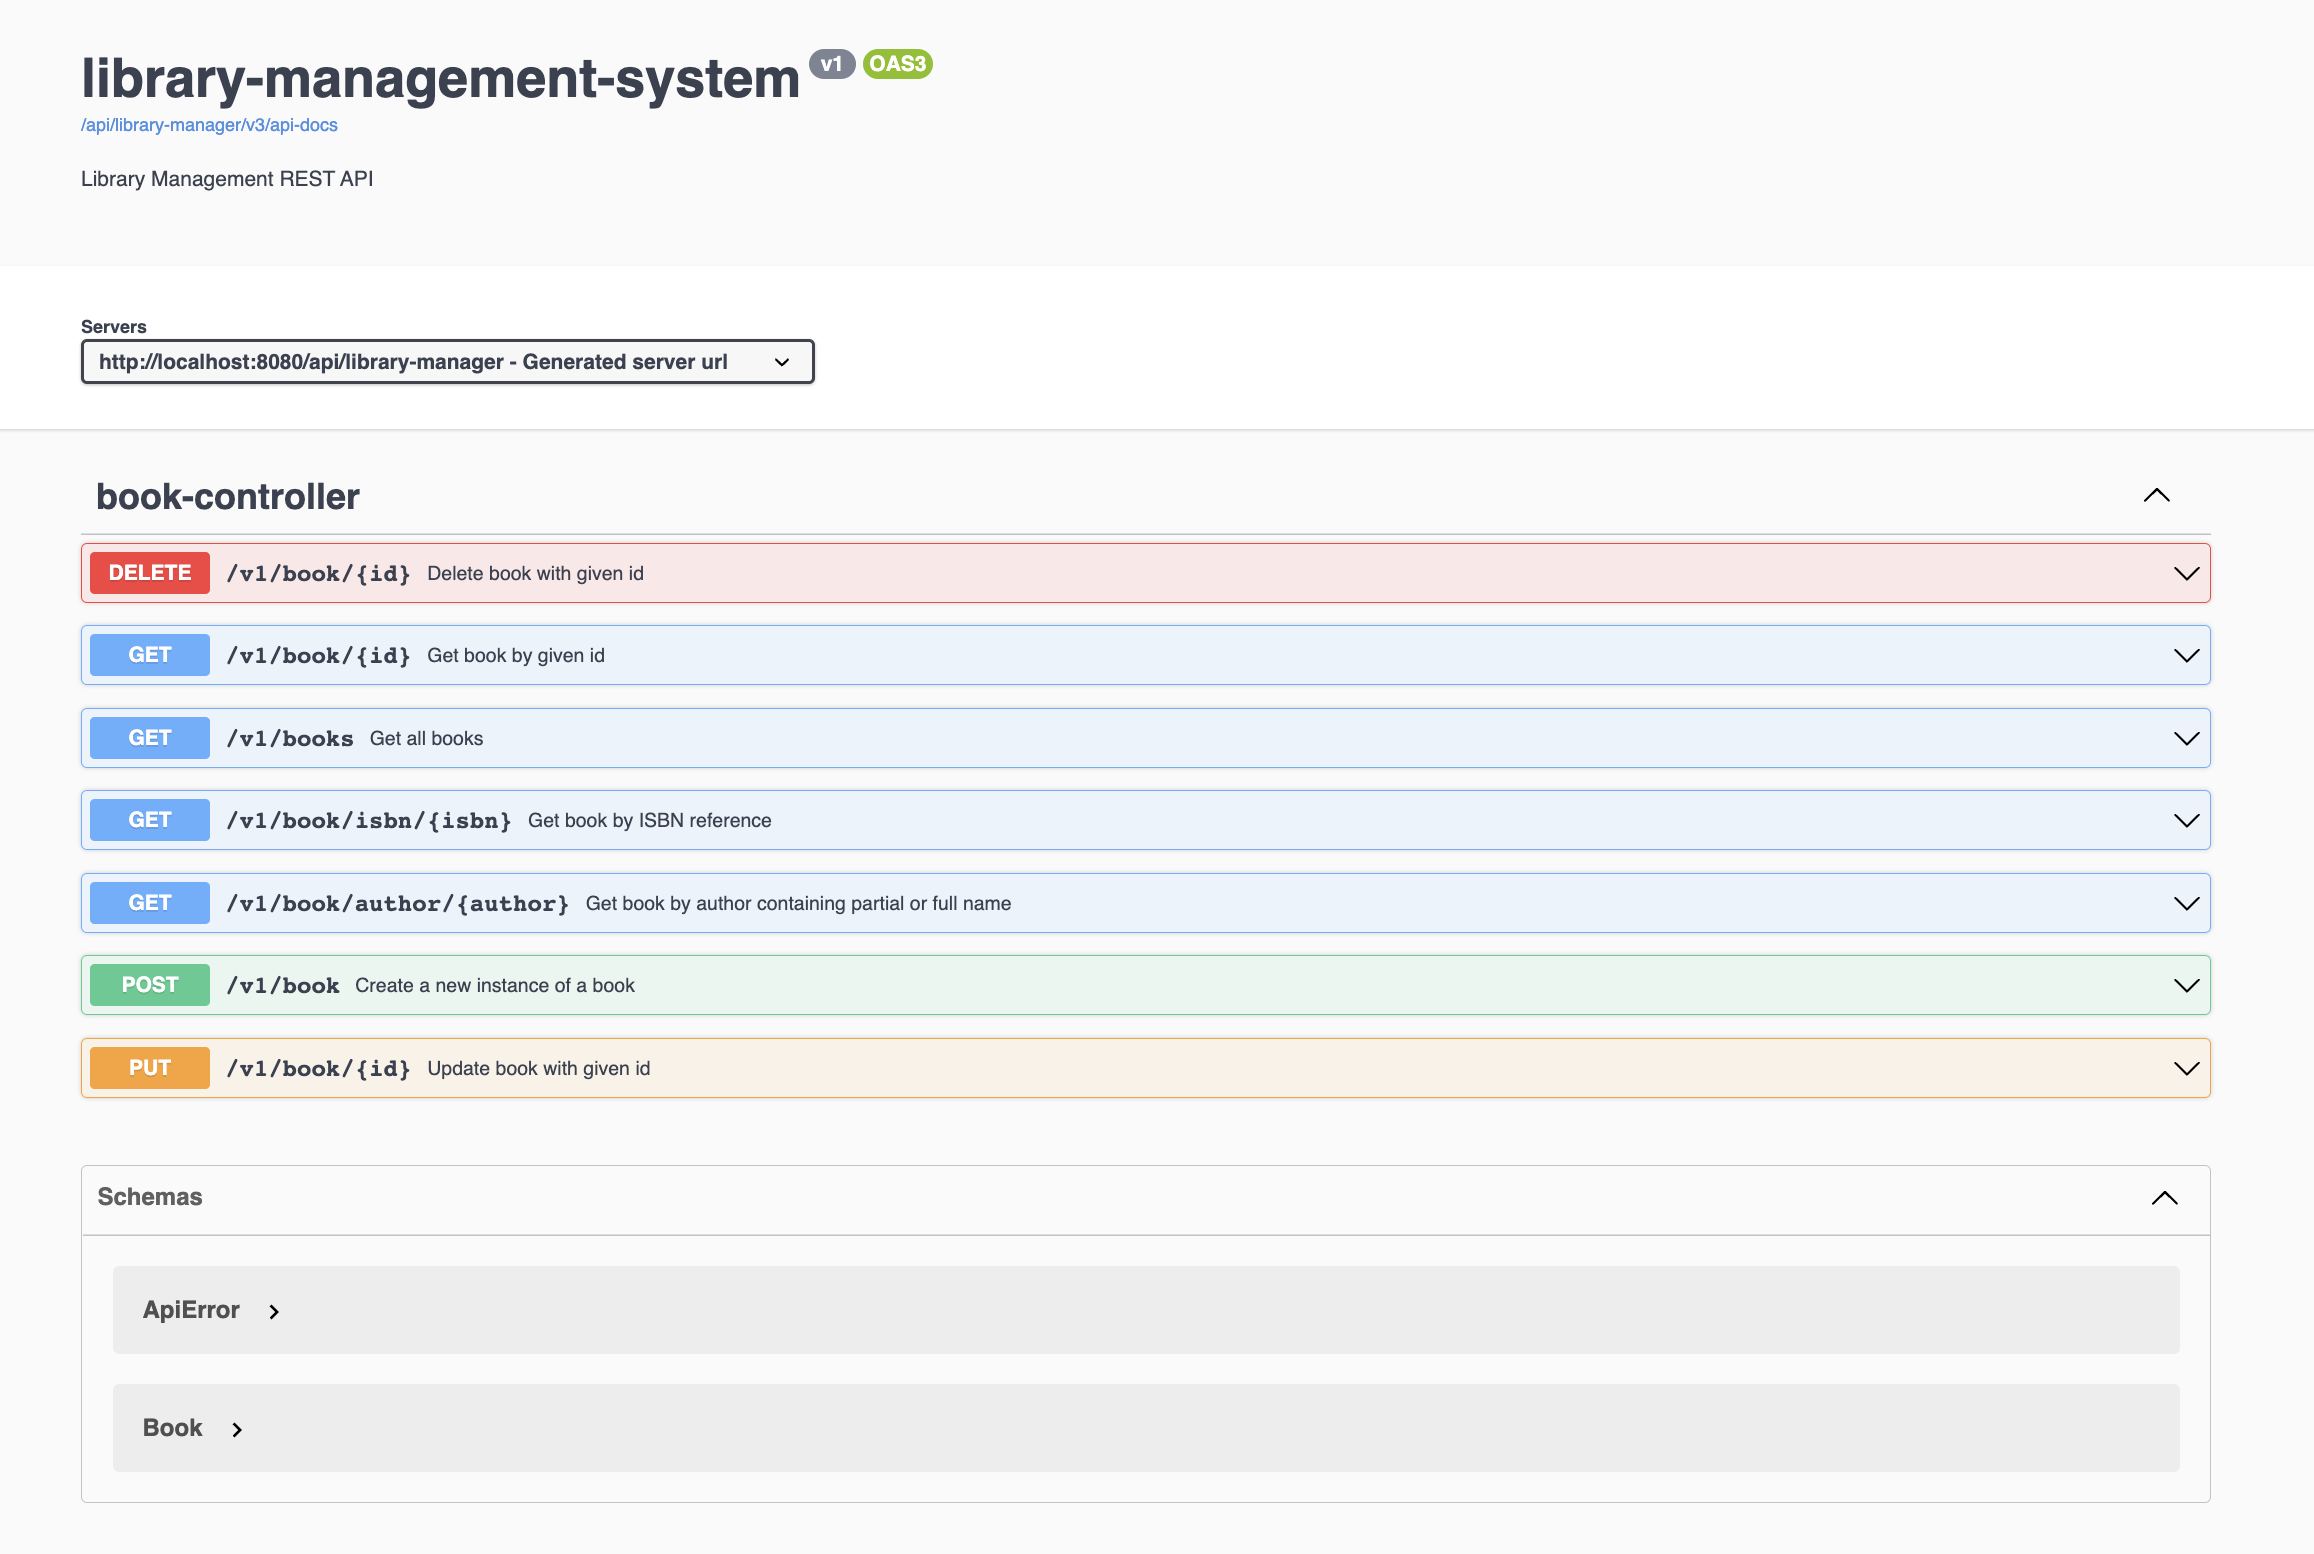 library-management-system v1 OAS3
/api/library-manager/v3/api-docs
Library Management REST API
Servers
http://localhost:8080/api/library-manager - Generated server url
book-controller
DELETE /v1/book/{id} Delete book with given id
GET /v1/book/{id} Get book by given id
GET /v1/books Get all books
GET /v1/book/isbn/{isbn} Get book by ISBN reference
GET /v1/book/author/{author} Get book by author containing partial or full name
POST /v1/book Create a new instance of a book
PUT /v1/book/{id} Update book with given id
Schemas
ApiError
Book